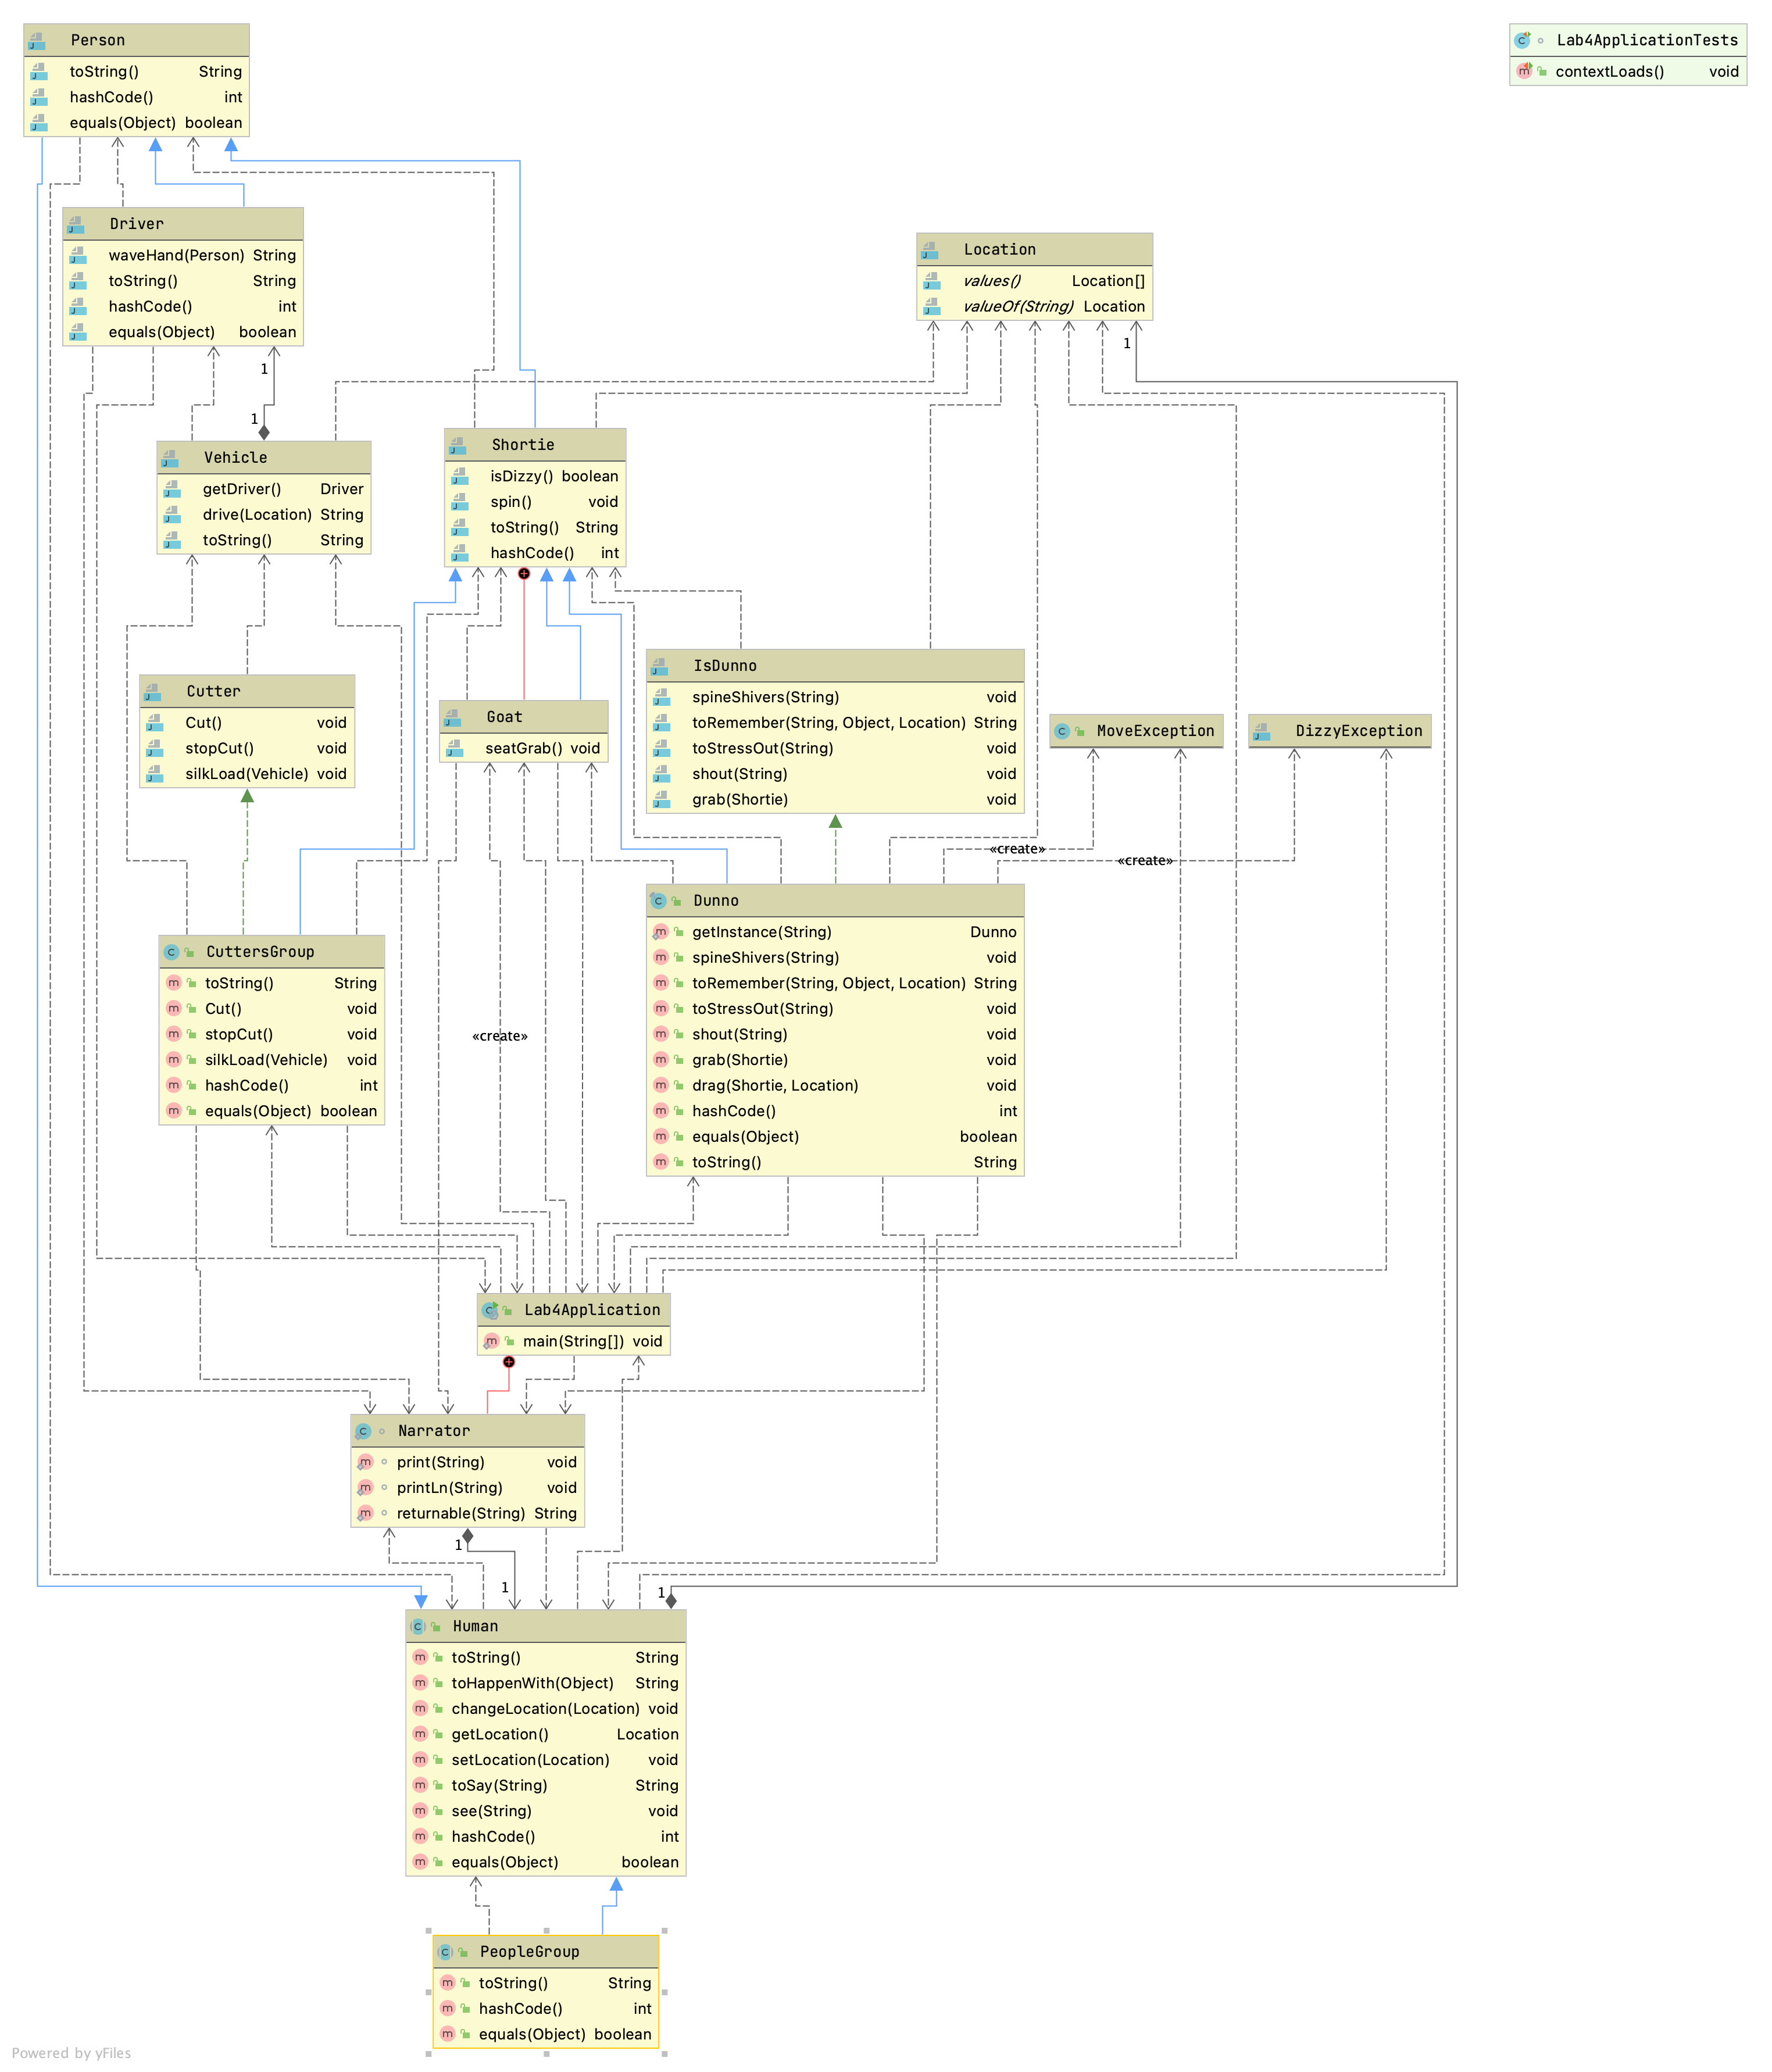 Person
toString() String
hashCode() int
equals(Object) boolean
Lab4ApplicationTests
contextLoads() void
Driver
waveHand(Person) String
toString() String
hashCode() int
equals(Object) boolean
Location
values() Location[]
valueOf(String) Location
1
1
1
Vehicle
getDriver() Driver
drive(Location) String
toString() String
Shortie
isDizzy() boolean
spin() void
toString() String
hashCode() int
Cutter
Cut() void
stopCut() void
silkLoad(Vehicle) void
Goat
seatGrab() void
IsDunno
spineShivers(String) void
toRemember(String, Object, Location) String
toStressOut(String) void
shout(String) void
grab(Shortie) void
MoveException
DizzyException
«create»
«create»
CuttersGroup
toString() String
Cut() void
stopCut() void
silkLoad(Vehicle) void
hashCode() int
equals(Object) boolean
«create»
Dunno
getInstance(String) Dunno
spineShivers(String) void
toRemember(String, Object, Location) String
toStressOut(String) void
shout(String) void
grab(Shortie) void
drag(Shortie, Location) void
hashCode() int
equals(Object) boolean
toString() String
Lab4Application
main(String[]) void
Narrator
print(String) void
printLn(String) void
returnable(String) String
1
1
1
Human
toString() String
toHappenWith(Object) String
changeLocation(Location) void
getLocation() Location
setLocation(Location) void
toSay(String) String
see(String) void
hashCode() int
equals(Object) boolean
PeopleGroup
toString() String
hashCode() int
equals(Object) boolean
Powered by yFiles